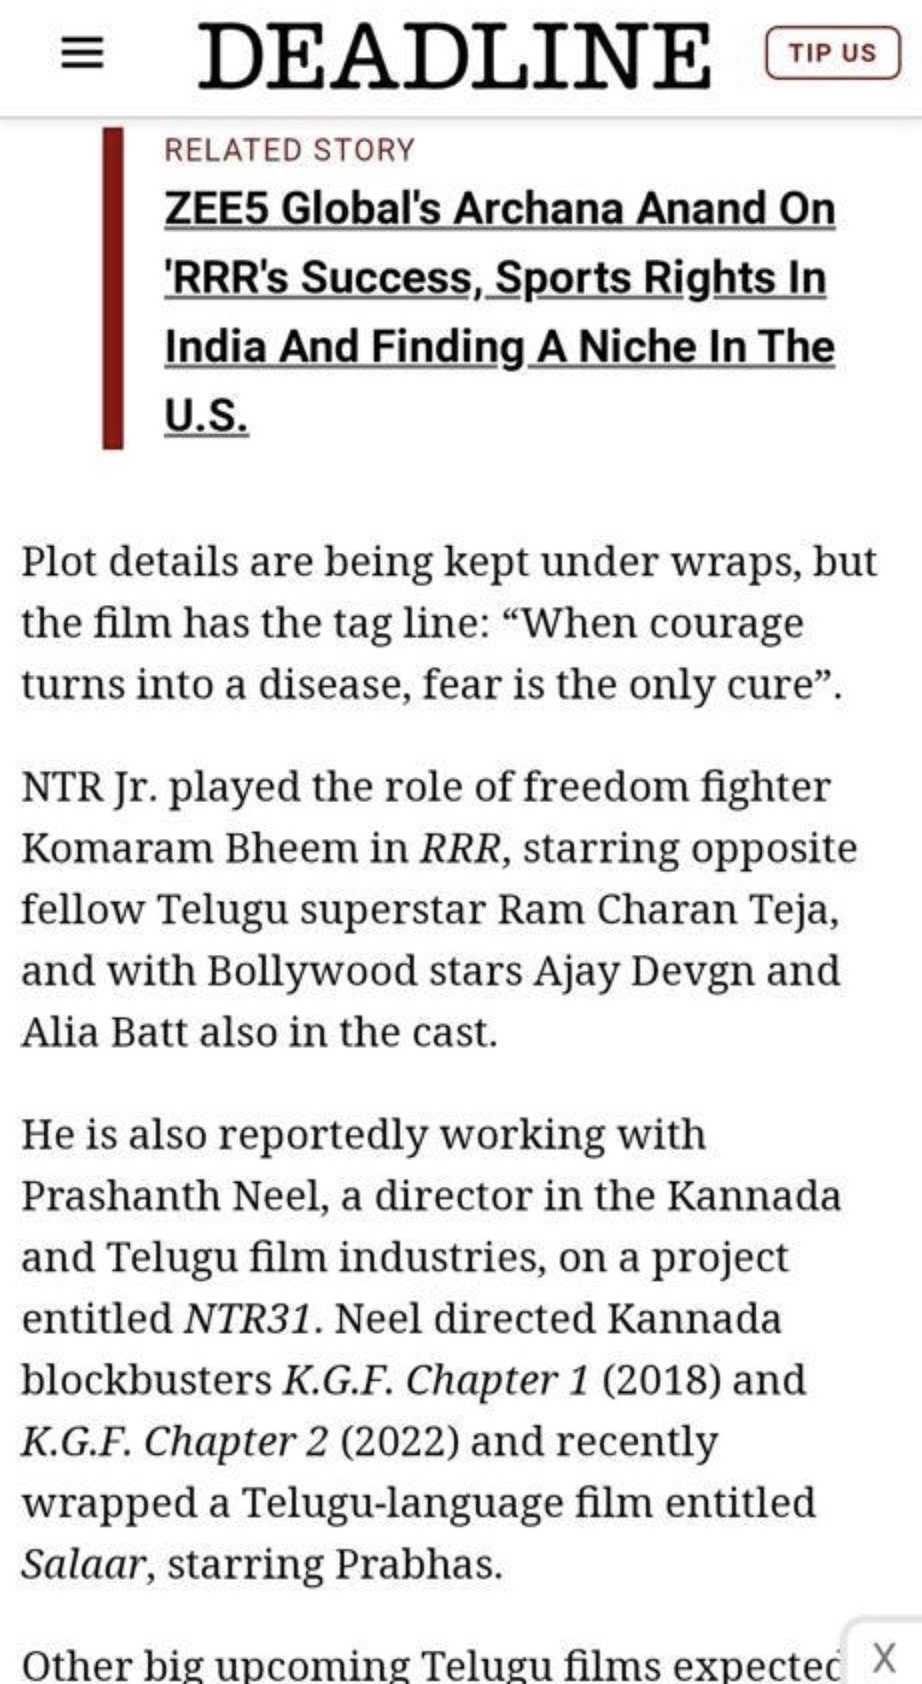 DEADLINE
TIP US
RELATED STORY
ZEE5 Global's Archana Anand On
'RRR's Success, Sports Rights In
India And Finding A Niche In The
U.S.
Plot details are being kept under wraps, but
the film has the tag line: “When courage
turns into a disease, fear is the only cure”.
NTR Jr. played the role of freedom fighter
Komaram Bheem in RRR, starring opposite
fellow Telugu superstar Ram Charan Teja,
and with Bollywood stars Ajay Devgn and
Alia Batt also in the cast.
He is also reportedly working with
Prashanth Neel, a director in the Kannada
and Telugu film industries, on a project
entitled NTR31. Neel directed Kannada
blockbusters K.G.F. Chapter 1 (2018) and
K.G.F. Chapter 2 (2022) and recently
wrapped a Telugu-language film entitled
Salaar, starring Prabhas.
Other big upcoming Telugu films expected
X